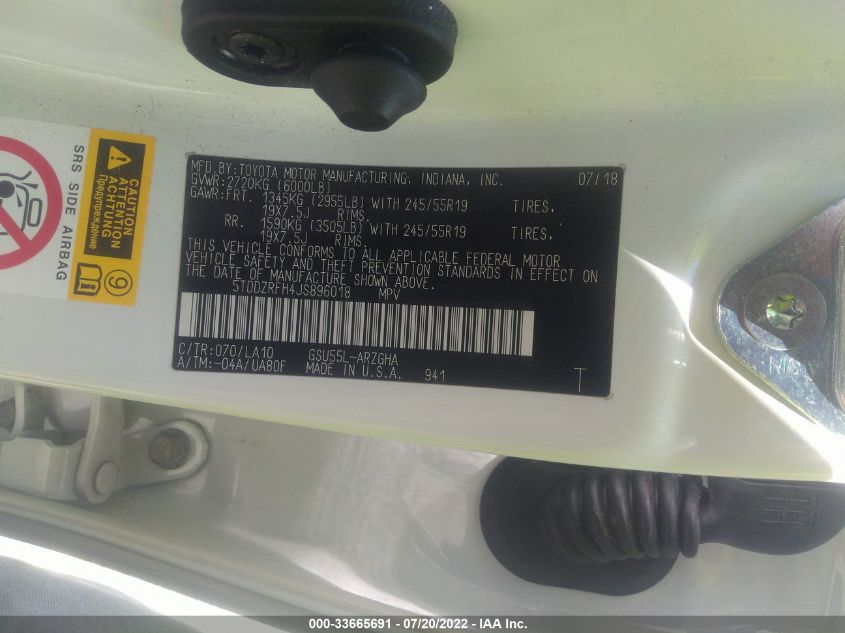 MFD.BY:TOYOTA MOTOR MANUFACTURING, INDIANA, INC. 07/18
GVWR:2720KG (6000LB)
GAWR:FRT. 1345KG (2955LB) WITH 245/55R19 TIRES,
19X7.5J RIMS.
RR. 1590KG (3505LB) WITH 245/55R19 TIRES,
19X7.5J RIMS.
THIS VEHICLE CONFORMS TO ALL APPLICABLE FEDERAL MOTOR
VEHICLE SAFETY AND THEFT PREVENTION STANDARDS IN EFFECT ON
THE DATE OF MANUFACTURE SHOWN ABOVE.
5TDDZRFH4JS896018 MPV
C/TR:070/LA10 GSU55L-ARZGHA
A/TM:-04A/UA80F MADE IN U.S.A. 941
T
SRS SIDE AIRBAG
CAUTION
ATTENTION
ACHTUNG
Предупреждение
9
000-33665691 - 07/20/2022 - IAA Inc.